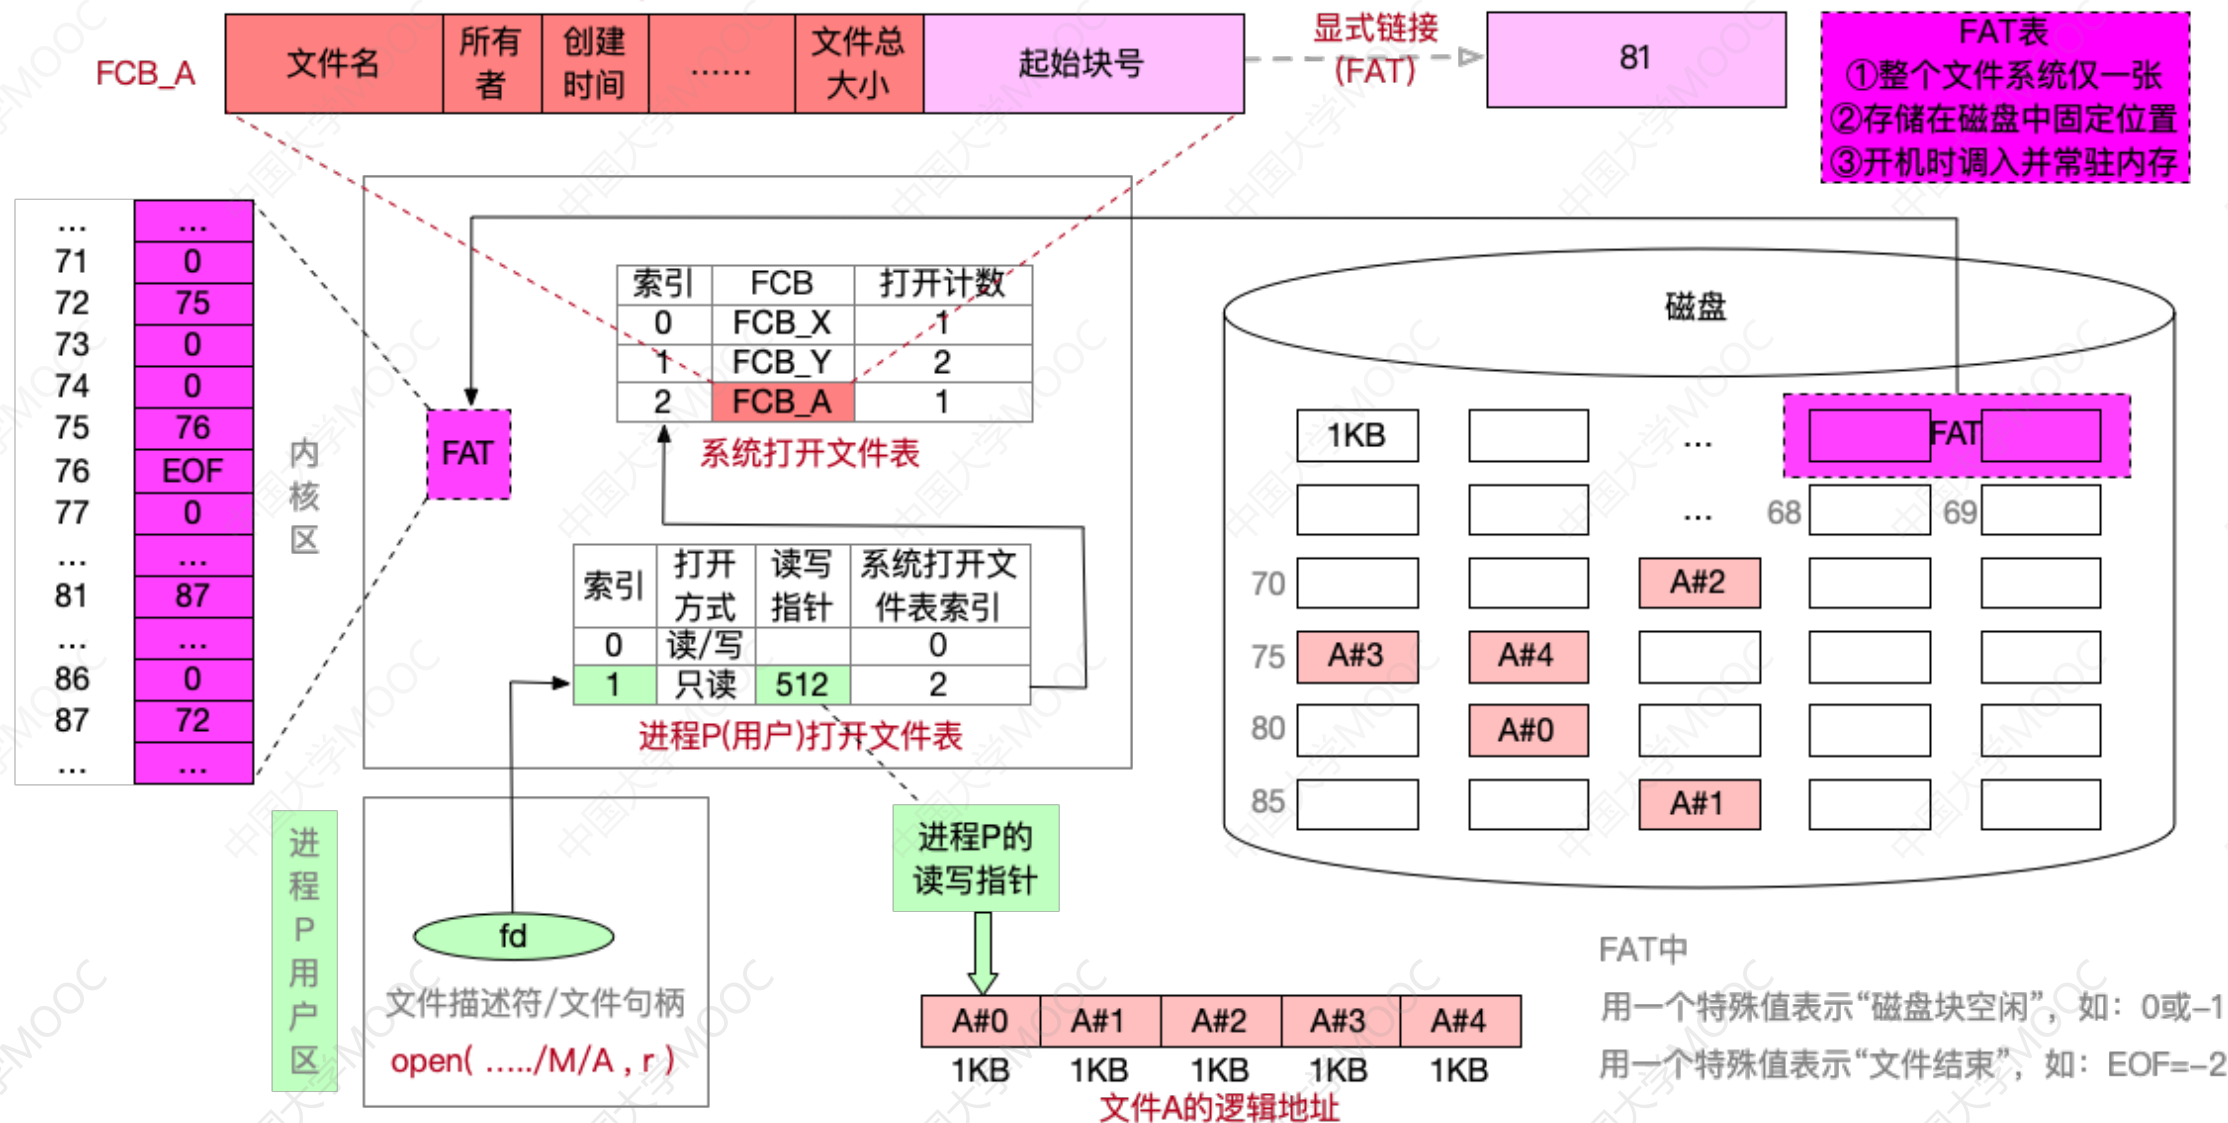 FCB_A
文件名
所有
者
创建
时间
……
文件总
大小
起始块号
显式链接
(FAT)
81
FAT表
①整个文件系统仅一张
②存储在磁盘中固定位置
③开机时调入并常驻内存
... ...
71 0
72 75
73 0
74 0
75 76
76 EOF
77 0
... ...
81 87
... ...
86 0
87 72
... ...
内
核
区
FAT
索引 FCB 打开计数
0 FCB_X 1
1 FCB_Y 2
2 FCB_A 1
系统打开文件表
索引
打开
方式
读写
指针
系统打开文
件表索引
0 读/写 0
1 只读 512 2
进程P(用户)打开文件表
磁盘
1KB ... FAT
... 68 69
70 A#2
75 A#3 A#4
80 A#0
85 A#1
进
程
P
用
户
区
fd
文件描述符/文件句柄
open( ...../M/A , r )
进程P的
读写指针
A#0 A#1 A#2 A#3 A#4
1KB 1KB 1KB 1KB 1KB
文件A的逻辑地址
FAT中
用一个特殊值表示“磁盘块空闲”，如：0或-1
用一个特殊值表示“文件结束”，如：EOF=-2
中国大学MOOC